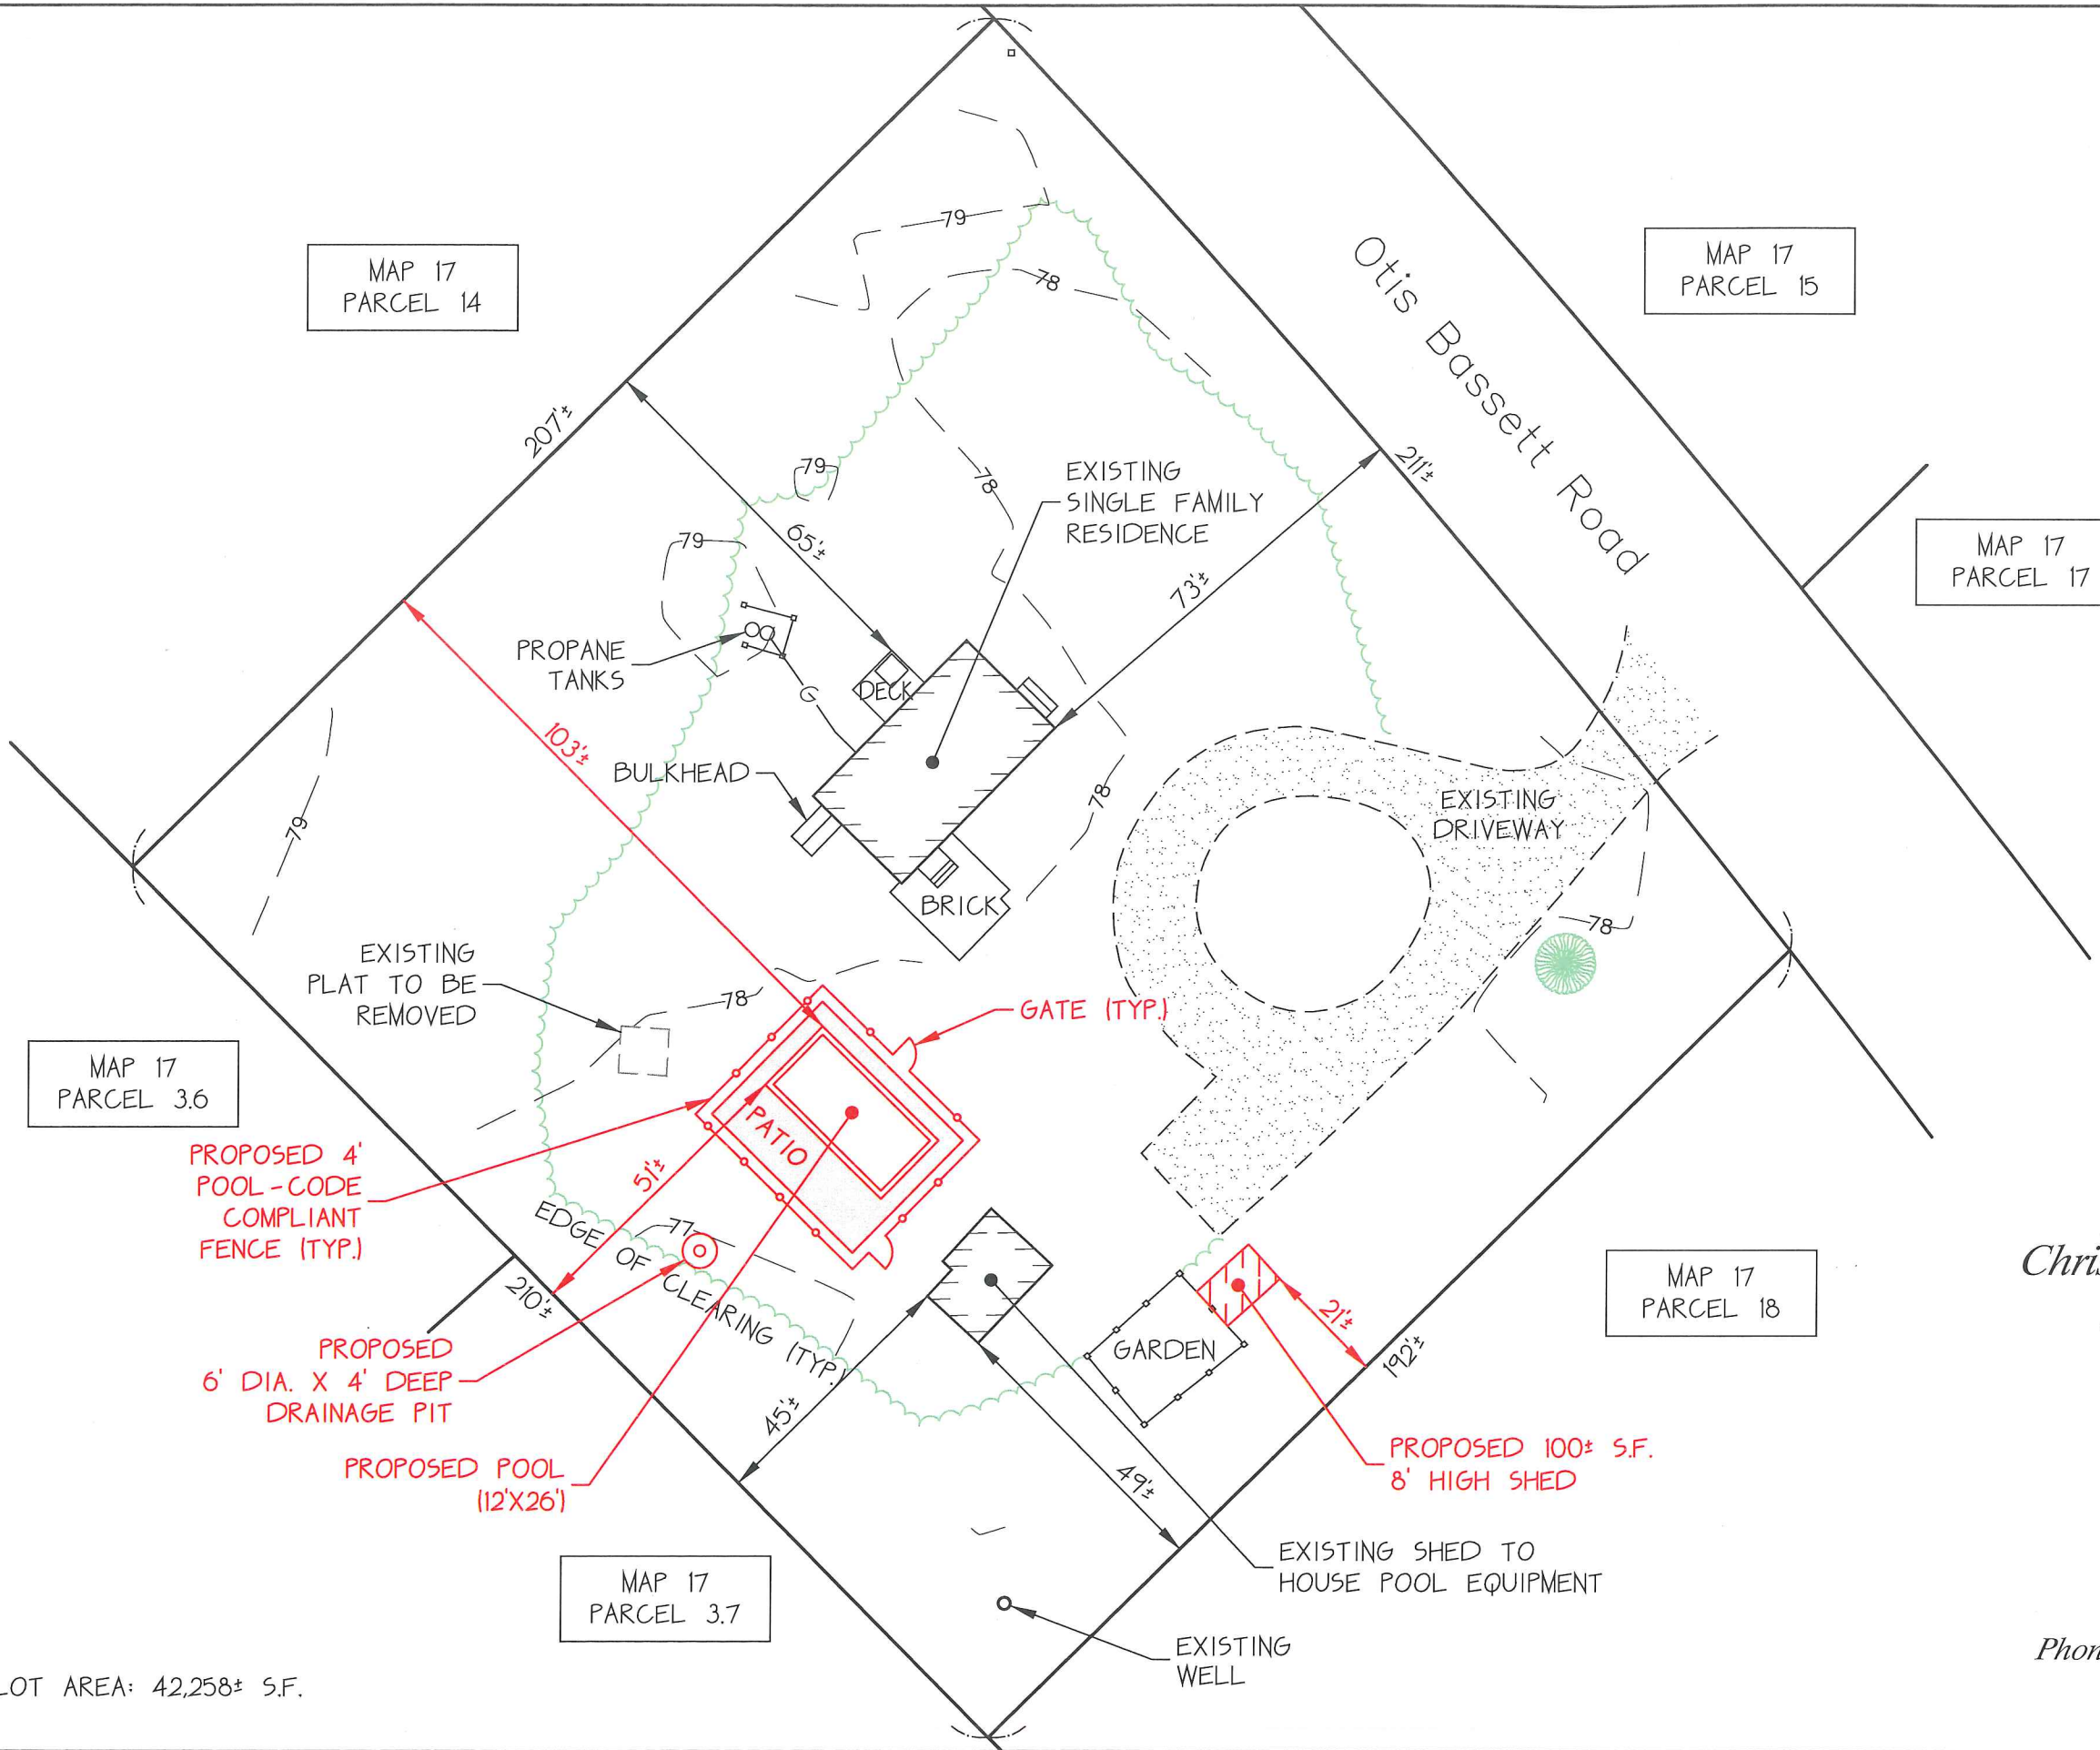 MAP 17
PARCEL 14
MAP 17
PARCEL 15
Otis Bassett Road
79
78
207'±
211'±
79
78
EXISTING
SINGLE FAMILY
RESIDENCE
65'±
79
73'±
MAP 17
PARCEL 17
PROPANE
TANKS
G
DECK
103'±
BULKHEAD
78
79
EXISTING
DRIVEWAY
BRICK
78
EXISTING
PLAT TO BE
REMOVED
78
GATE (TYP.)
MAP 17
PARCEL 3.6
PATIO
PROPOSED 4'
POOL-CODE
COMPLIANT
FENCE (TYP.)
51'±
77
EDGE OF CLEARING (TYP.)
210'±
MAP 17
PARCEL 18
Chris
21'±
192'±
GARDEN
PROPOSED
6' DIA. X 4' DEEP
DRAINAGE PIT
45'±
PROPOSED 100± S.F.
8' HIGH SHED
PROPOSED POOL
(12'X26')
49'±
EXISTING SHED TO
HOUSE POOL EQUIPMENT
MAP 17
PARCEL 3.7
EXISTING
WELL
Phon
LOT AREA: 42,258± S.F.